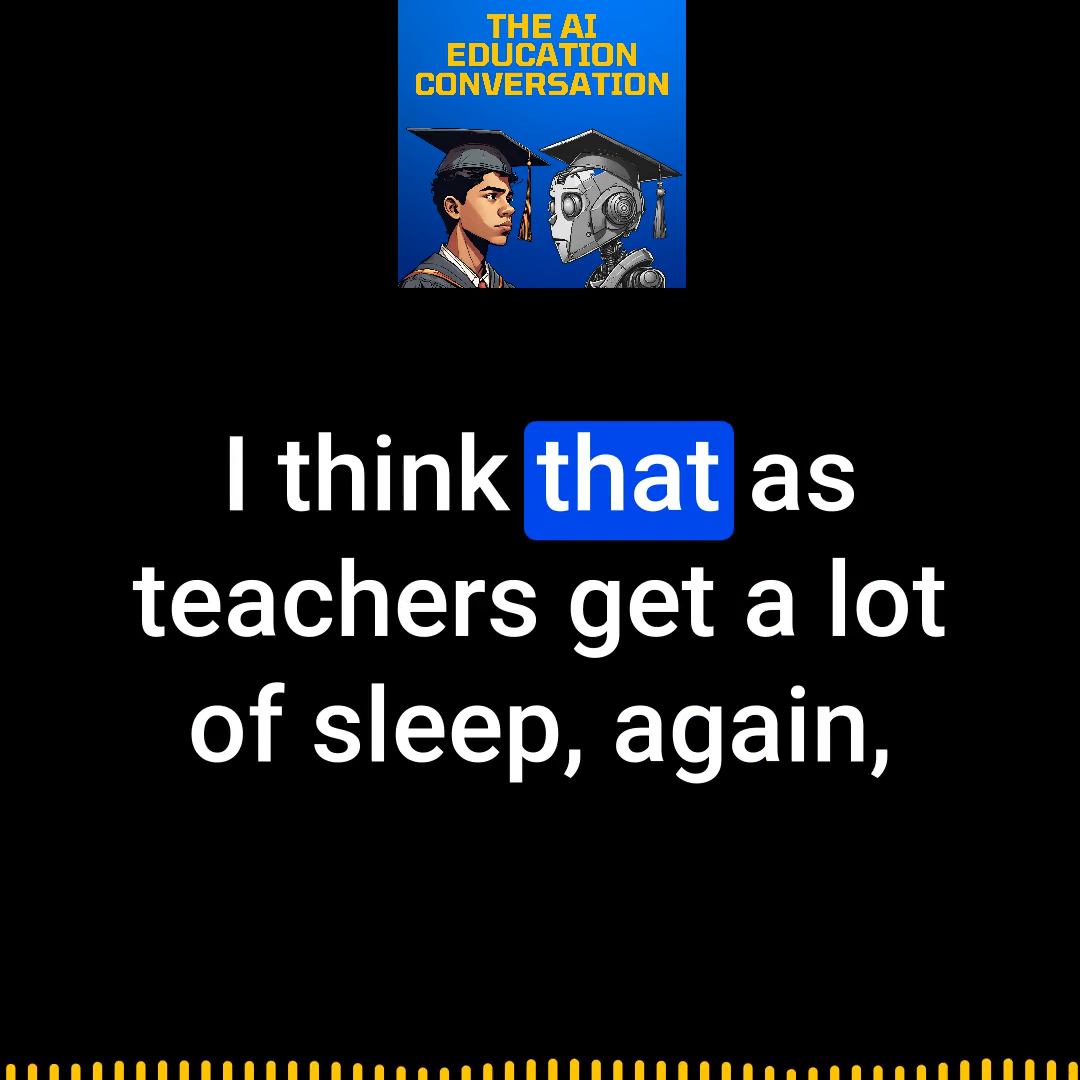 THE AI
EDUCATION
CONVERSATION
I think that as
teachers get a lot
of sleep, again,